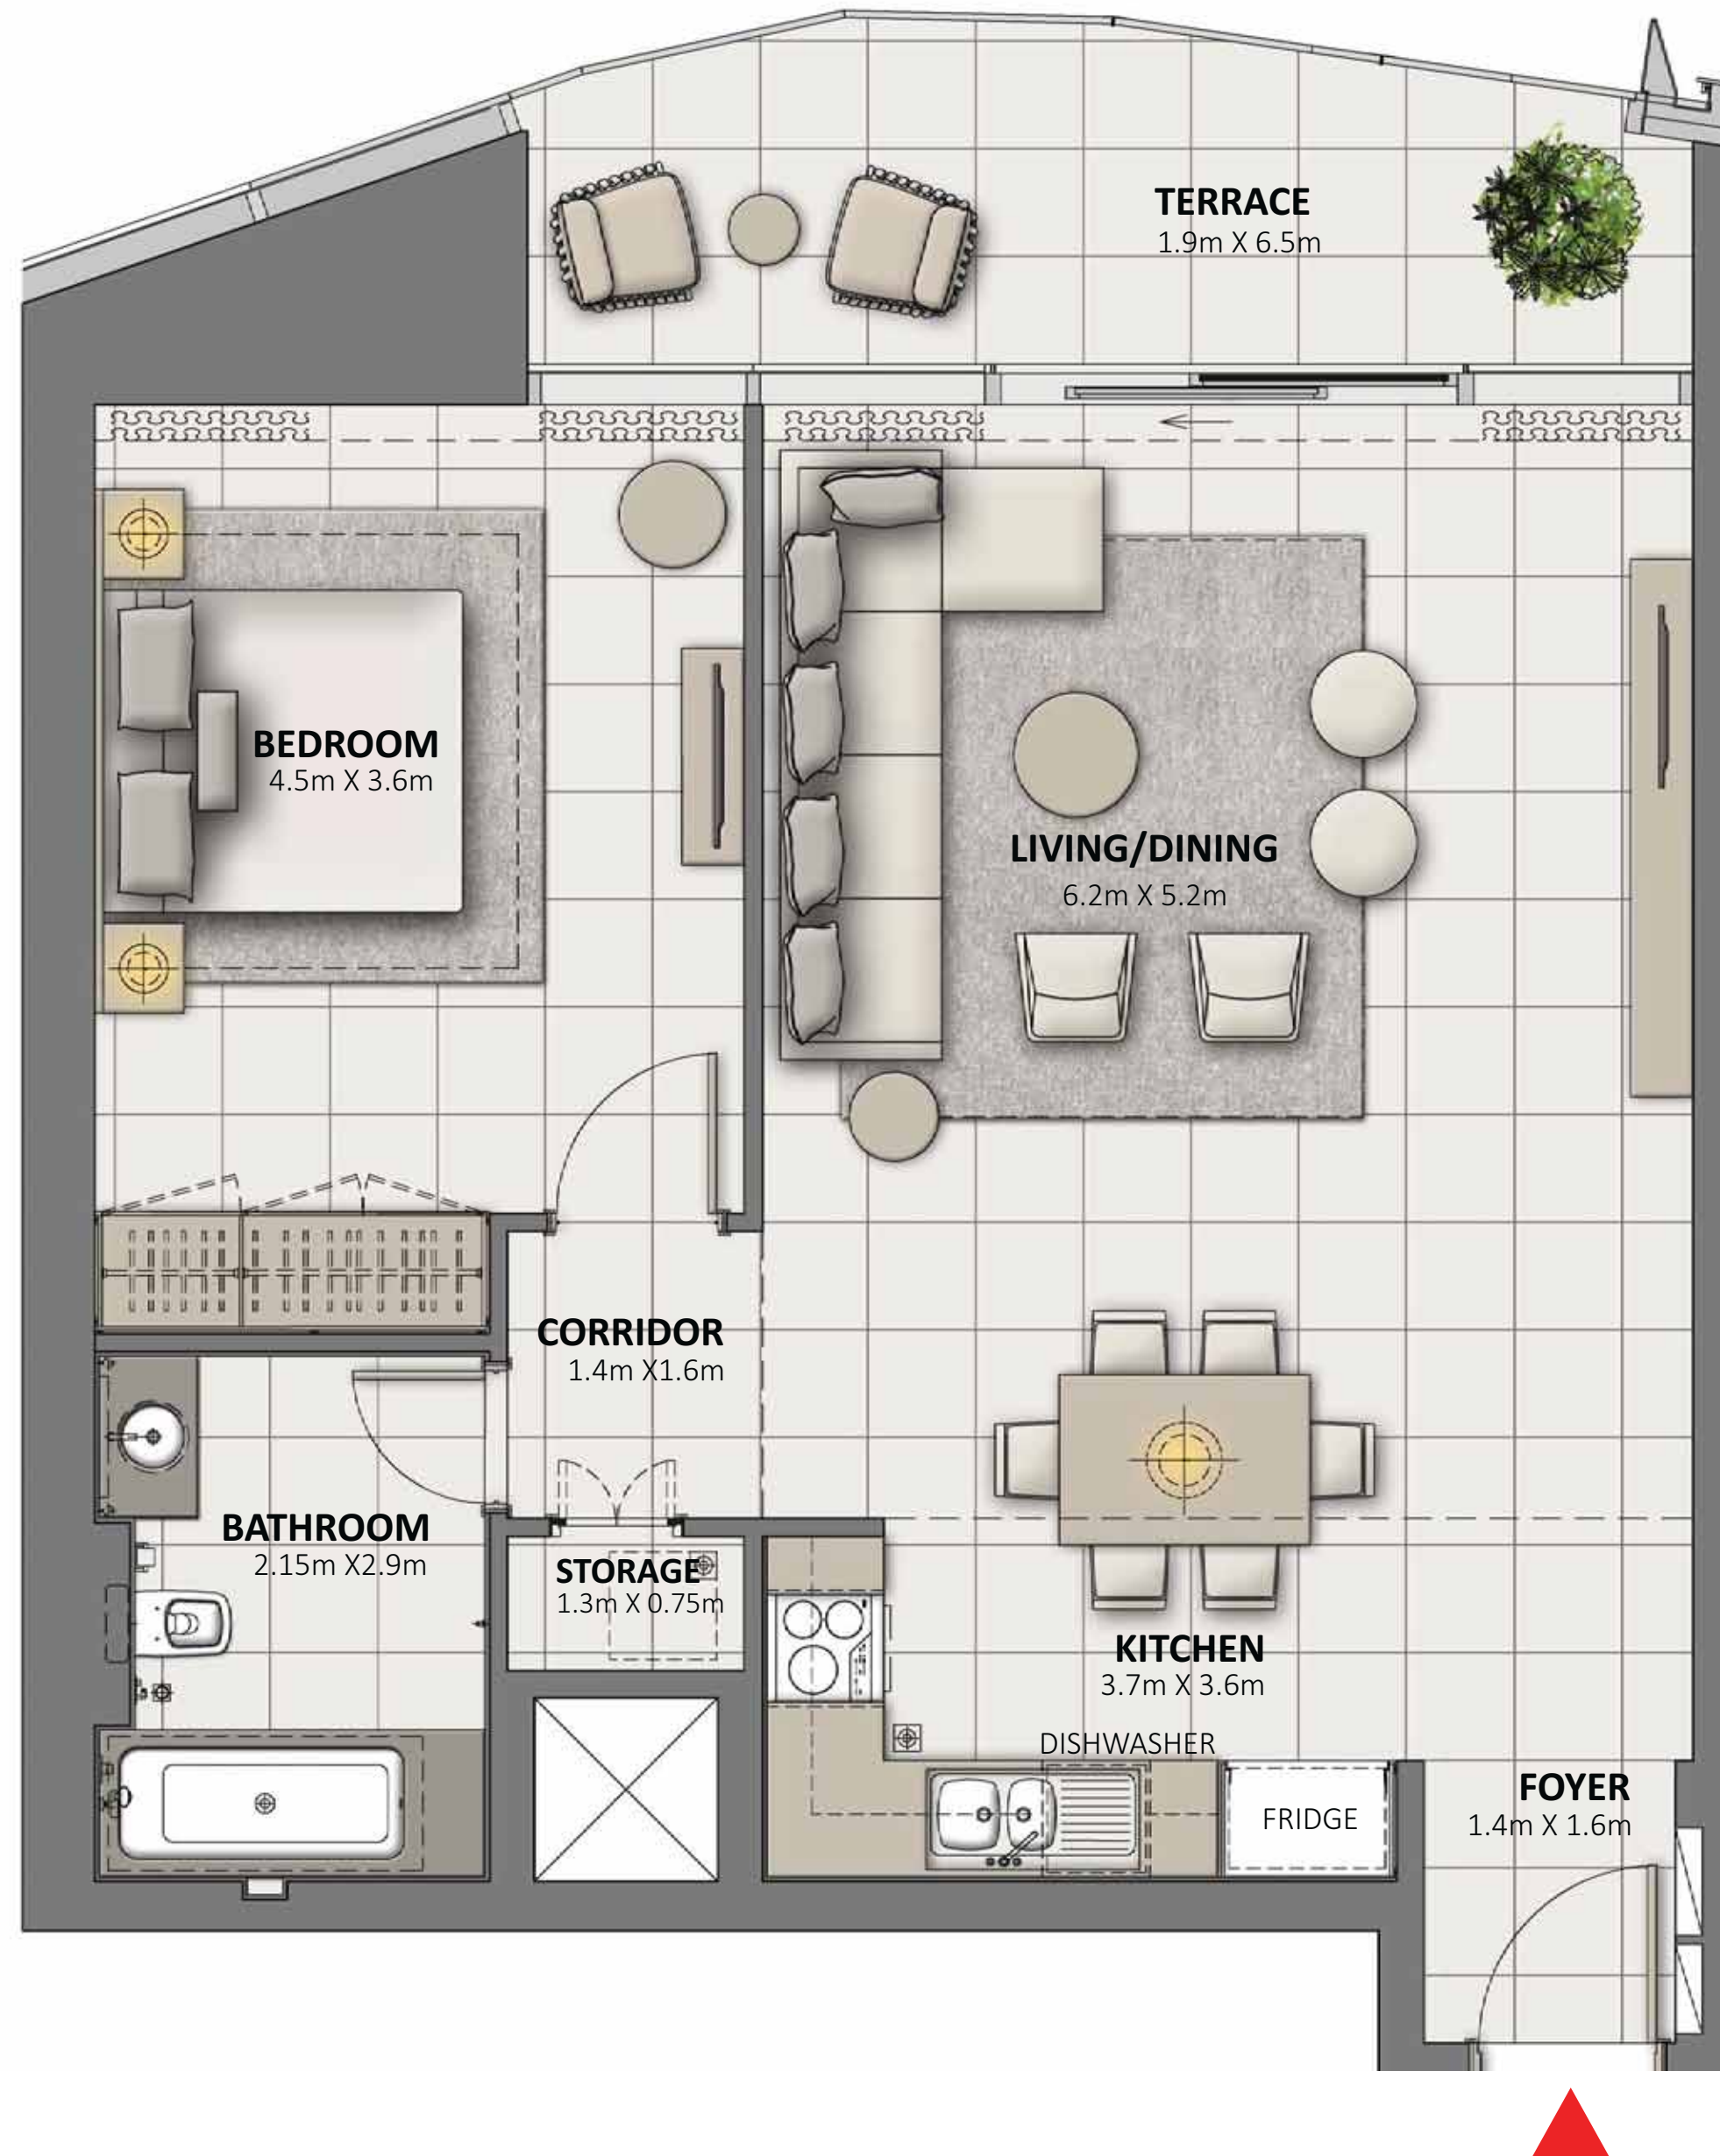 TERRACE
1.9m X 6.5m
BEDROOM
4.5m X 3.6m
LIVING/DINING
6.2m X 5.2m
CORRIDOR
1.4m X1.6m
BATHROOM
2.15m X2.9m
STORAGE
1.3m X 0.75m
KITCHEN
3.7m X 3.6m
DISHWASHER
FRIDGE
FOYER
1.4m X 1.6m